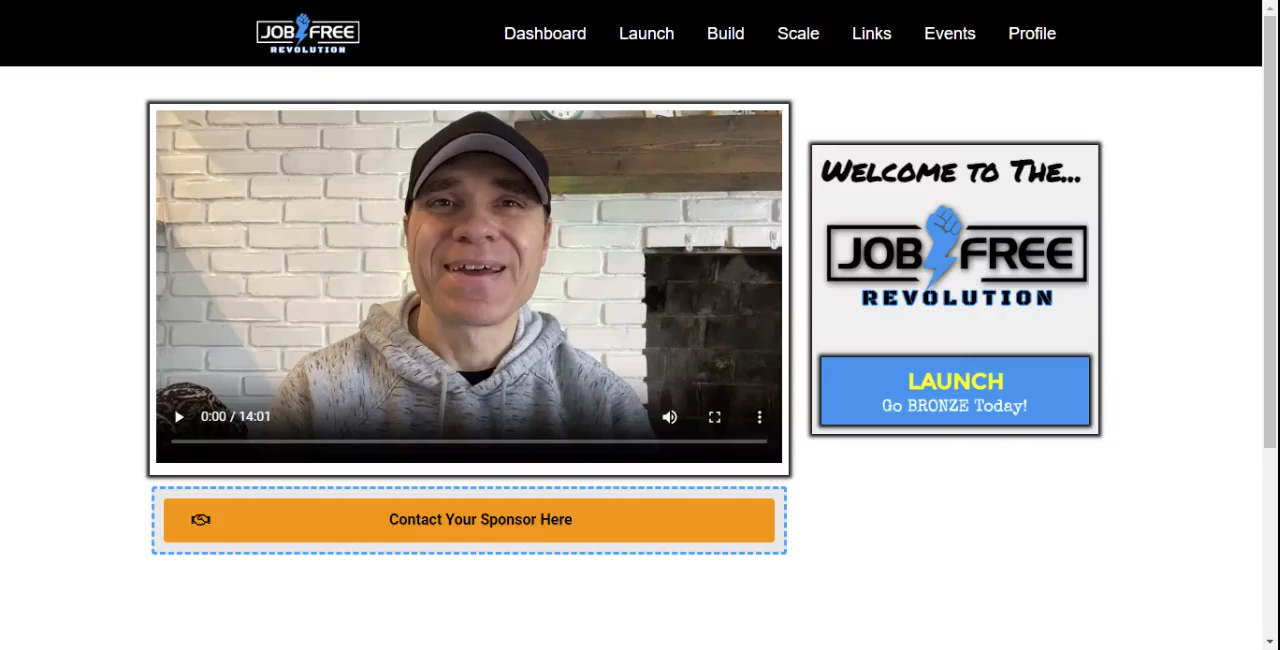 JOB FREE
REVOLUTION
Dashboard Launch Build Scale Links Events Profile
WELCOME TO THE...
JOB FREE
REVOLUTION
LAUNCH
Go BRONZE Today!
0:00 / 14:01
Contact Your Sponsor Here